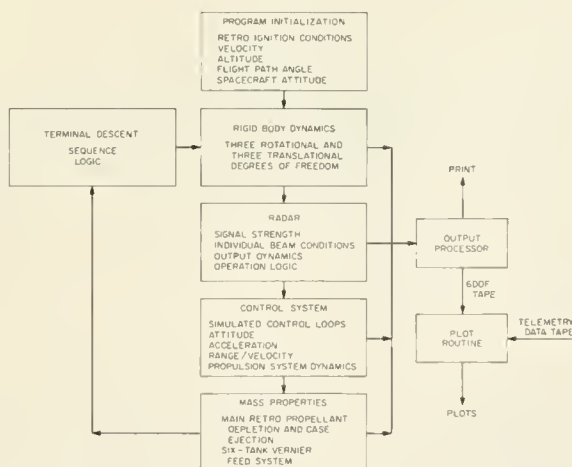 PROGRAM INITIALIZATION
RETRO IGNITION CONDITIONS
VELOCITY
ALTITUDE
FLIGHT PATH ANGLE
SPACECRAFT ATTITUDE
TERMINAL DESCENT
SEQUENCE
LOGIC
RIGID BODY DYNAMICS
THREE ROTATIONAL AND
THREE TRANSLATIONAL
DEGREES OF FREEDOM
RADAR
SIGNAL STRENGTH
INDIVIDUAL BEAM CONDITIONS
OUTPUT DYNAMICS
OPERATION LOGIC
PRINT
OUTPUT
PROCESSOR
6DOF
TAPE
CONTROL SYSTEM
SIMULATED CONTROL LOOPS
ATTITUDE
ACCELERATION
RANGE/VELOCITY
PROPULSION SYSTEM DYNAMICS
PLOT
ROUTINE
TELEMETRY
DATA TAPE
PLOTS
MASS PROPERTIES
MAIN RETRO PROPELLANT
DEPLETION AND CASE
EJECTION
SIX-TANK VERNIER
FEED SYSTEM